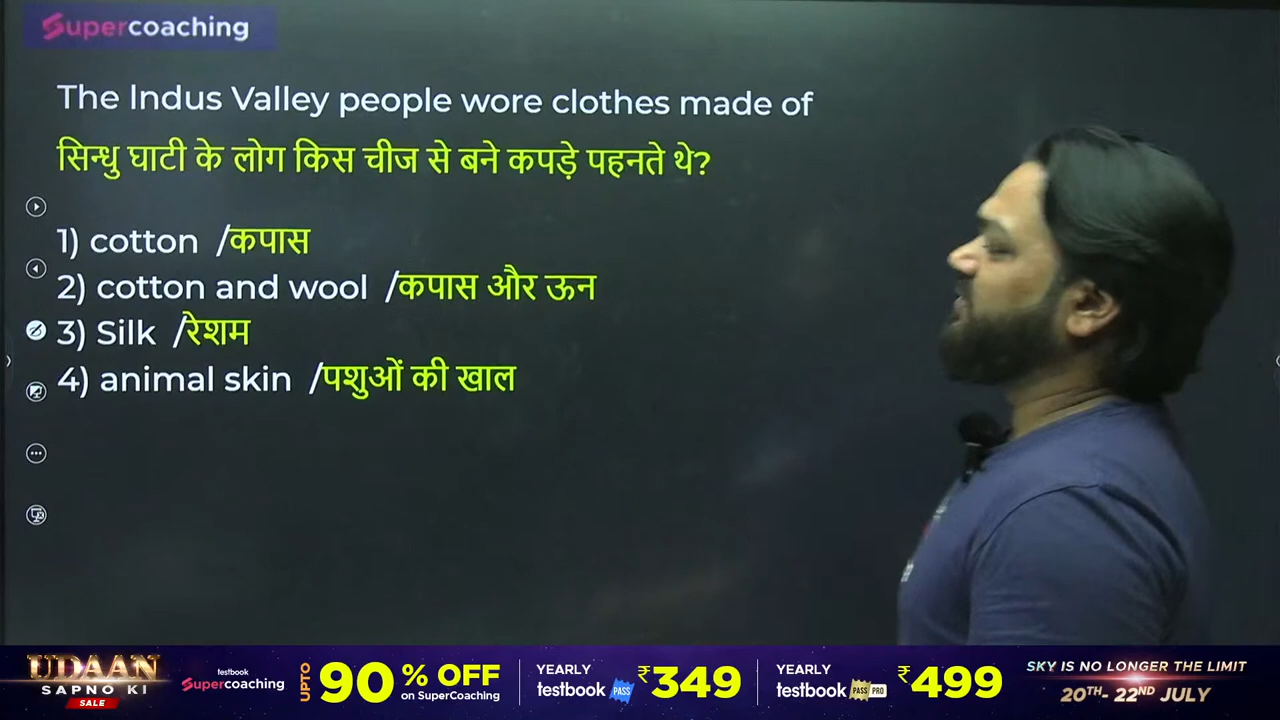 Supercoaching
The Indus Valley people wore clothes made of
सिन्धु घाटी के लोग किस चीज से बने कपड़े पहनते थे?
1) cotton /कपास
2) cotton and wool /कपास और ऊन
3) Silk /रेशम
4) animal skin /पशुओं की खाल
UDAAN
SAPNO KI
SALE
testbook
Supercoaching
UPTO 90 % OFF
on SuperCoaching
YEARLY
testbook PASS ₹349
YEARLY
testbook PASS PRO ₹499
SKY IS NO LONGER THE LIMIT
20TH- 22ND JULY